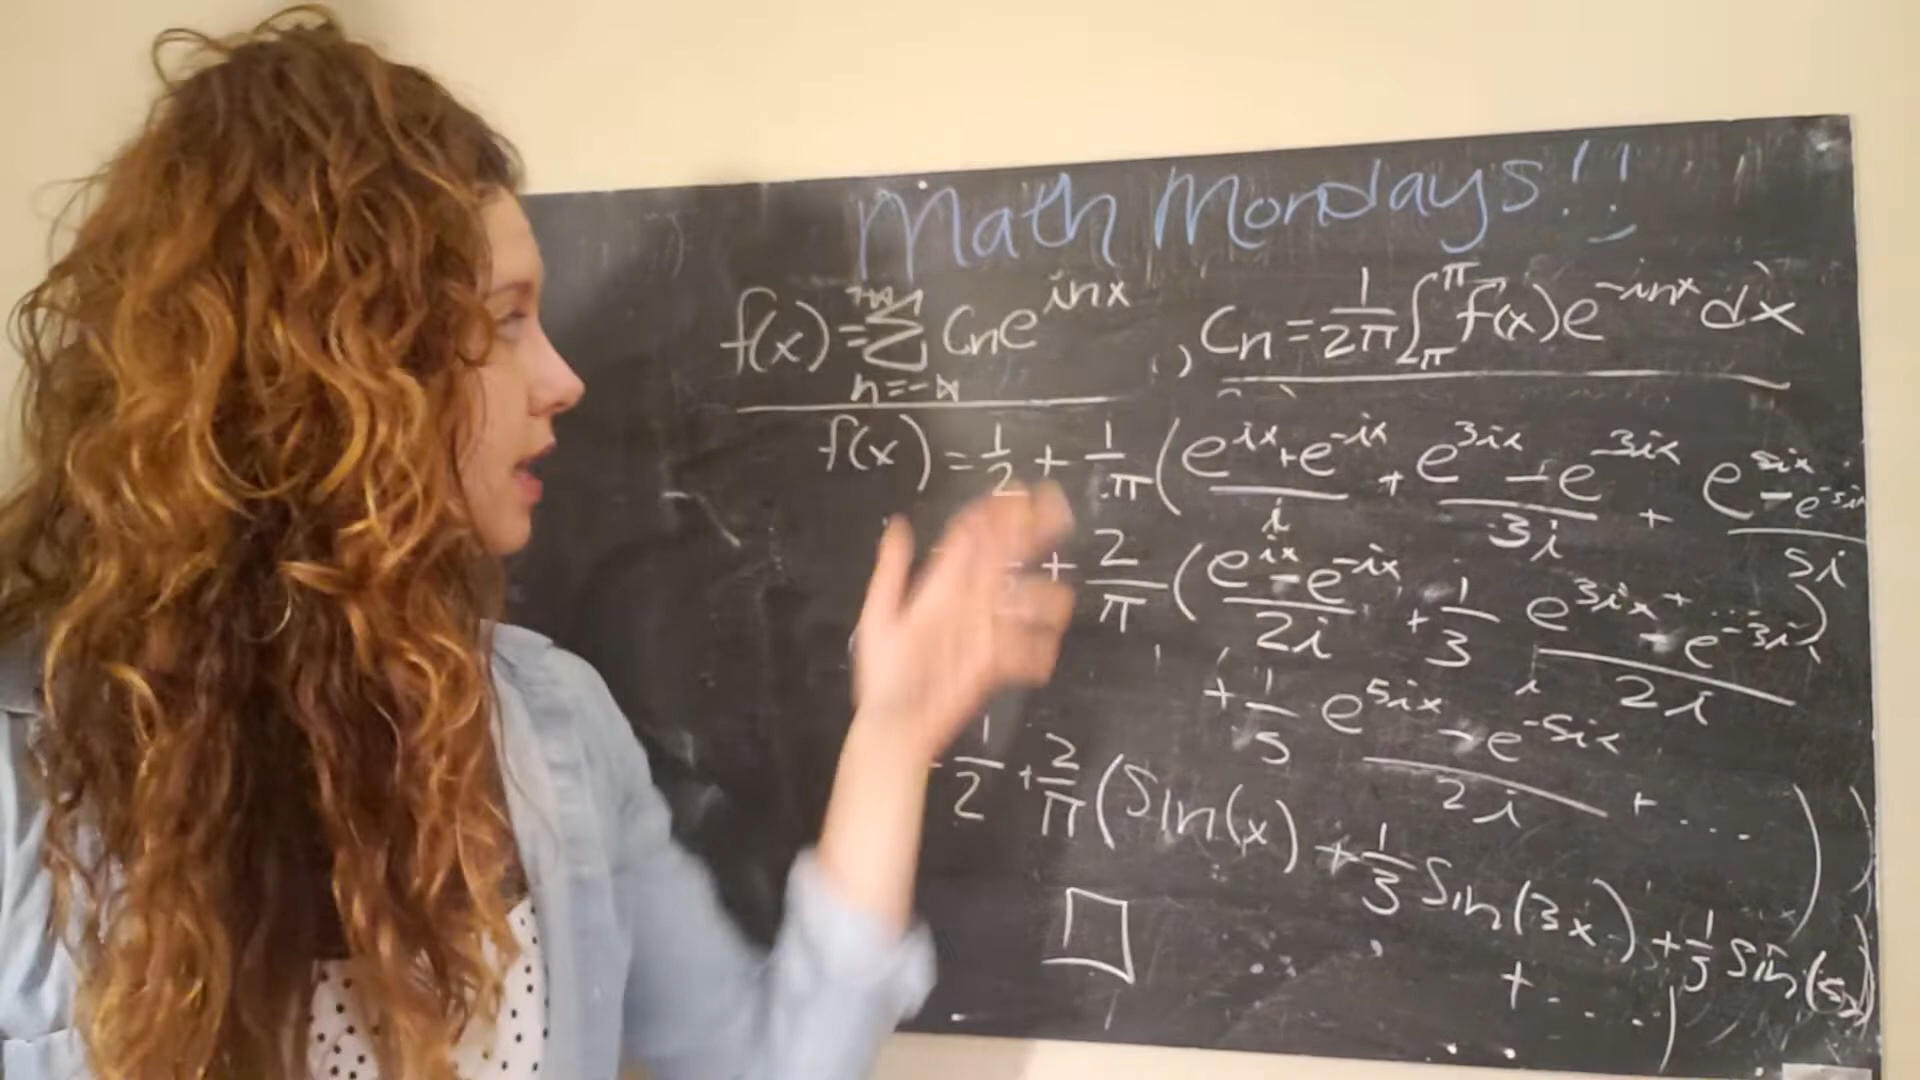 Math Mondays!!
f(x) = +∞ Σ n=-∞ Cn e^{inx} , Cn = 1/2π ∫_{-π}^{π} f(x) e^{-inx} dx
f(x) = 1/2 + 1/π ( (e^{ix} + e^{-ix})/i + (e^{3ix} - e^{-3ix})/3i + (e^{5ix} - e^{-5ix})/5i
+ 2/π ( (e^{ix} - e^{-ix})/2i + 1/3 (e^{3ix} - e^{-3i})/2i )
+ 1/5 (e^{5ix} - e^{-5ix})/2i + ... )
1/2 + 2/π ( Sin(x) + 1/3 Sin(3x) + 1/5 Sin(5x)
+ ... )